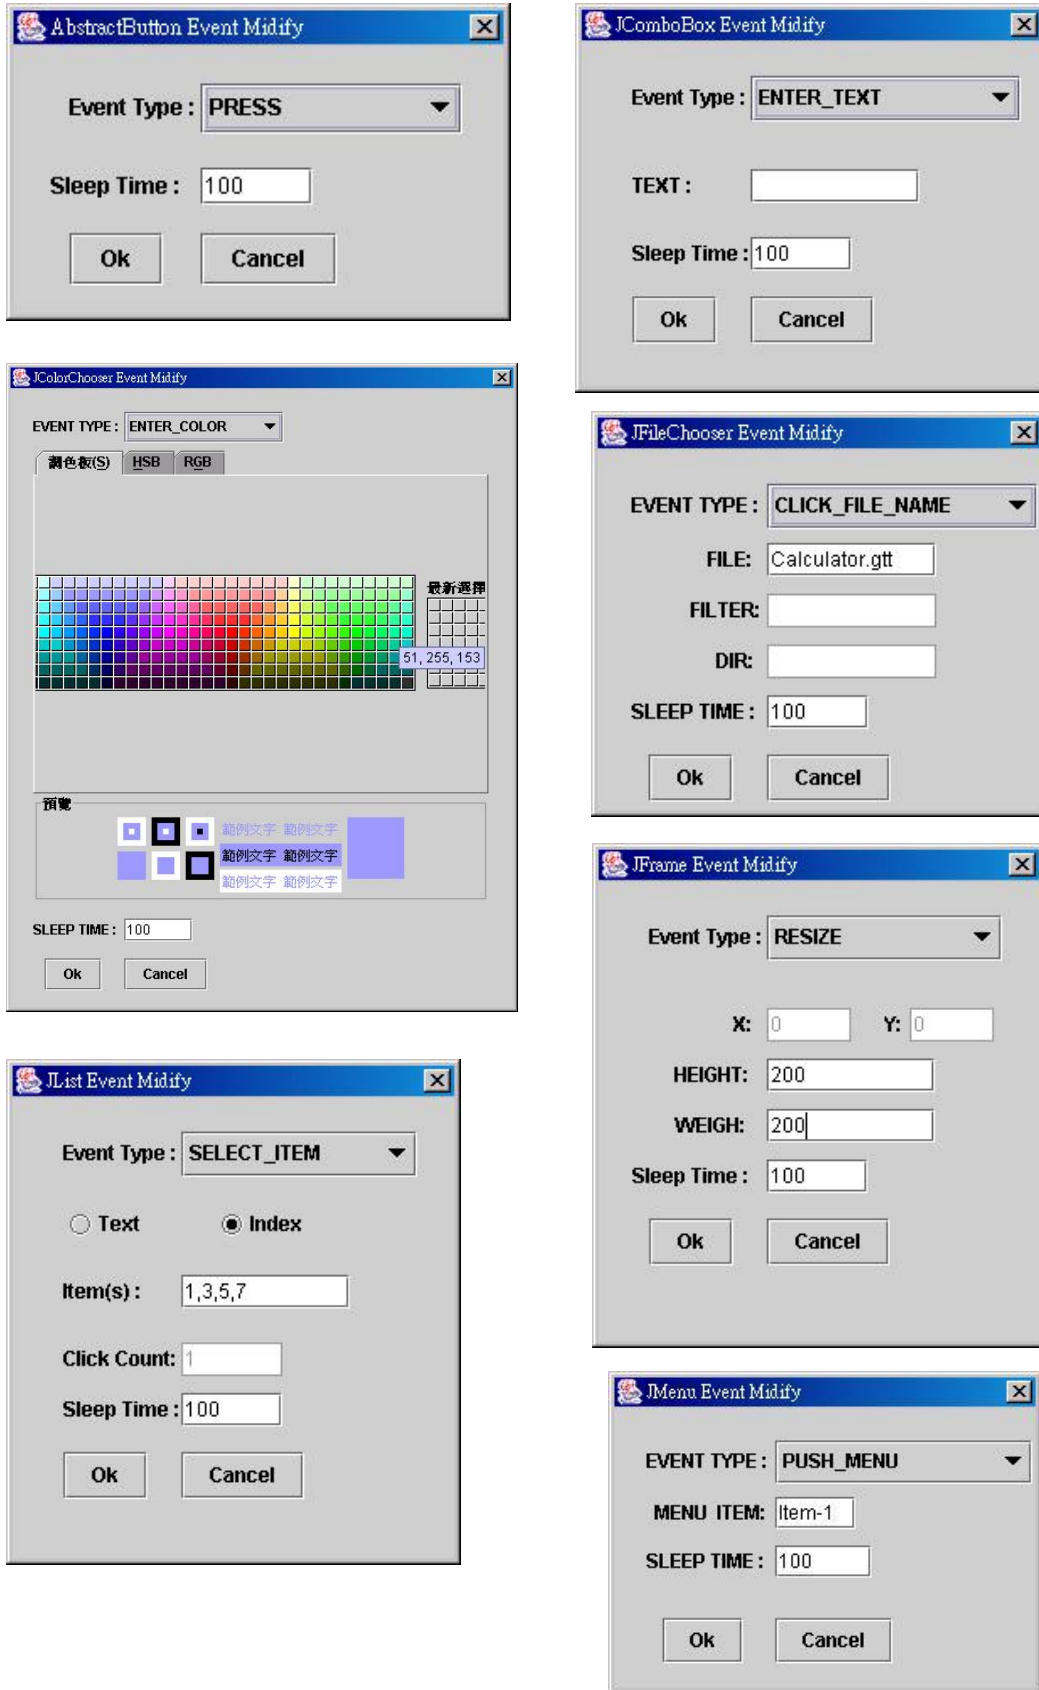 AbstractButton Event Midify
Event Type : PRESS
Sleep Time : 100
Ok Cancel
JColorChooser Event Midify
EVENT TYPE : ENTER_COLOR
調色板(S) HSB RGB
最新選擇
51, 255, 153
預覽
範例文字 範例文字
範例文字 範例文字
範例文字 範例文字
SLEEP TIME : 100
Ok Cancel
JList Event Midify
Event Type : SELECT_ITEM
Text Index
Item(s) : 1,3,5,7
Click Count: 1
Sleep Time : 100
Ok Cancel
JComboBox Event Midify
Event Type : ENTER_TEXT
TEXT :
Sleep Time : 100
Ok Cancel
JFileChooser Event Midify
EVENT TYPE : CLICK_FILE_NAME
FILE: Calculator.gtt
FILTER:
DIR:
SLEEP TIME : 100
Ok Cancel
JFrame Event Midify
Event Type : RESIZE
X: 0 Y: 0
HEIGHT: 200
WEIGH: 200
Sleep Time : 100
Ok Cancel
JMenu Event Midify
EVENT TYPE : PUSH_MENU
MENU ITEM: Item-1
SLEEP TIME : 100
Ok Cancel